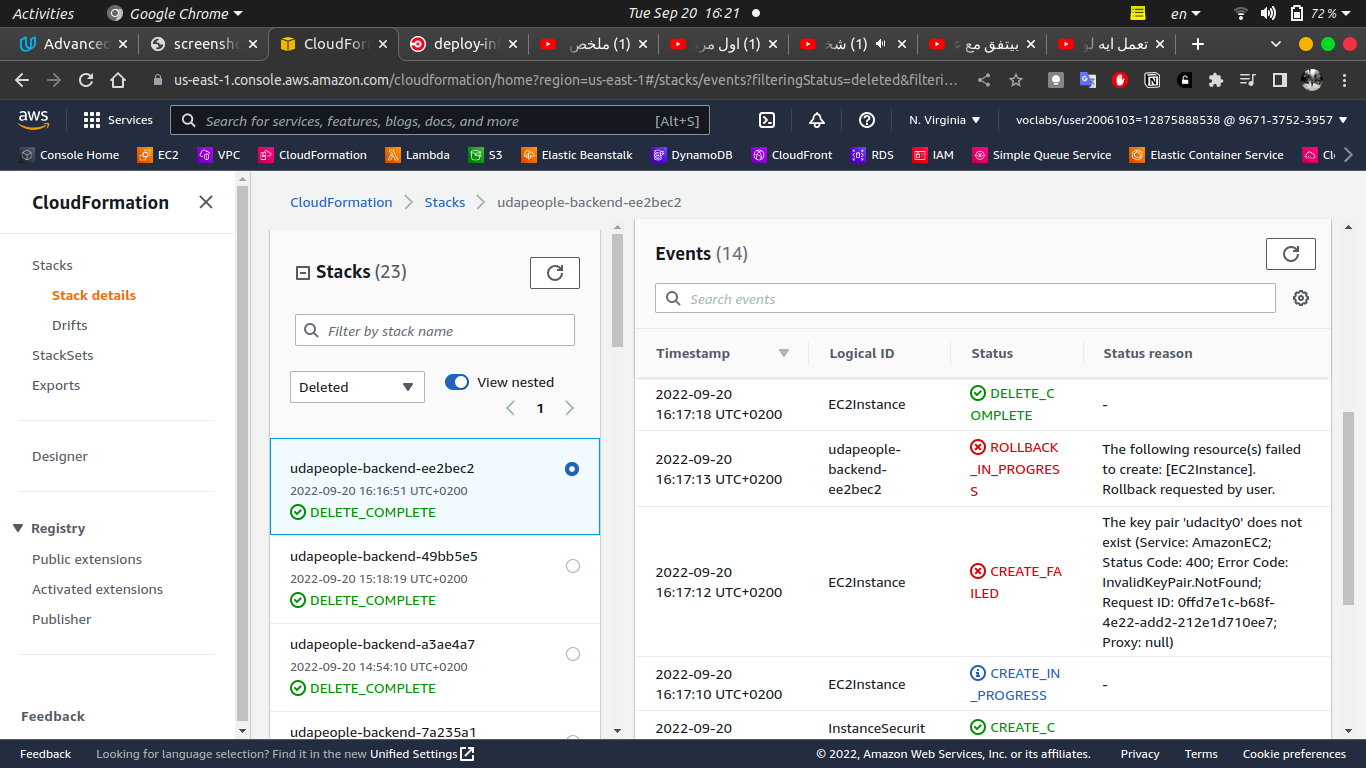 Activities
Google Chrome
Tue Sep 20 16:21
en
72 %
Advanced
screensh
CloudFor
deploy-in
(1) ملخص
(1) اول مر
(1) شخ
بيتفق مع ع
تعمل ايه لو
us-east-1.console.aws.amazon.com/cloudformation/home?region=us-east-1#/stacks/events?filteringStatus=deleted&filteri...
aws
Services
Search for services, features, blogs, docs, and more
[Alt+S]
N. Virginia
voclabs/user2006103=12875888538 @ 9671-3752-3957
Console Home
EC2
VPC
CloudFormation
Lambda
S3
Elastic Beanstalk
DynamoDB
CloudFront
RDS
IAM
Simple Queue Service
Elastic Container Service
Cl
CloudFormation
Stacks
Stack details
Drifts
StackSets
Exports
Designer
Registry
Public extensions
Activated extensions
Publisher
Feedback
CloudFormation
Stacks
udapeople-backend-ee2bec2
Stacks (23)
Filter by stack name
Deleted
View nested
1
udapeople-backend-ee2bec2
2022-09-20 16:16:51 UTC+0200
DELETE_COMPLETE
udapeople-backend-49bb5e5
2022-09-20 15:18:19 UTC+0200
DELETE_COMPLETE
udapeople-backend-a3ae4a7
2022-09-20 14:54:10 UTC+0200
DELETE_COMPLETE
udapeople-backend-7a235a1
Events (14)
Search events
Timestamp
Logical ID
Status
Status reason
2022-09-20
16:17:18 UTC+0200
EC2Instance
DELETE_C
OMPLETE
-
2022-09-20
16:17:13 UTC+0200
udapeople-
backend-
ee2bec2
ROLLBACK
_IN_PROGRES
S
The following resource(s) failed
to create: [EC2Instance].
Rollback requested by user.
2022-09-20
16:17:12 UTC+0200
EC2Instance
CREATE_FA
ILED
The key pair 'udacity0' does not
exist (Service: AmazonEC2;
Status Code: 400; Error Code:
InvalidKeyPair.NotFound;
Request ID: 0ffd7e1c-b68f-
4e22-add2-212e1d710ee7;
Proxy: null)
2022-09-20
16:17:10 UTC+0200
EC2Instance
CREATE_IN
_PROGRESS
-
2022-09-20
InstanceSecurit
CREATE_C
Feedback
Looking for language selection? Find it in the new Unified Settings
© 2022, Amazon Web Services, Inc. or its affiliates.
Privacy
Terms
Cookie preferences